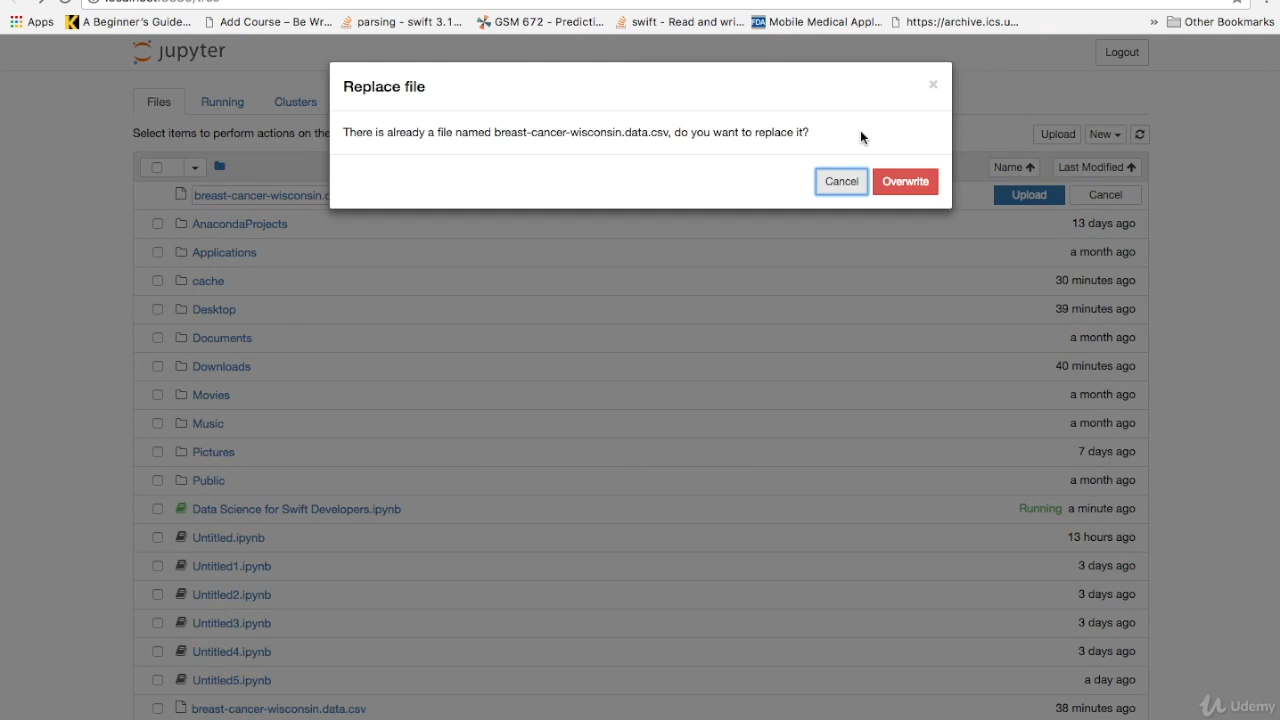 Apps A Beginner's Guide... Add Course – Be Wr... parsing - swift 3.1... GSM 672 - Predicti... swift - Read and wri... FDA Mobile Medical Appl... https://archive.ics.u... » Other Bookmarks
jupyter Logout
Replace file ×
Files Running Clusters
There is already a file named breast-cancer-wisconsin.data.csv, do you want to replace it?
Select items to perform actions on the Upload New
Name Last Modified
Cancel Overwrite
breast-cancer-wisconsin. Upload Cancel
AnacondaProjects 13 days ago
Applications a month ago
cache 30 minutes ago
Desktop 39 minutes ago
Documents a month ago
Downloads 40 minutes ago
Movies a month ago
Music a month ago
Pictures 7 days ago
Public a month ago
Data Science for Swift Developers.ipynb Running a minute ago
Untitled.ipynb 13 hours ago
Untitled1.ipynb 3 days ago
Untitled2.ipynb 3 days ago
Untitled3.ipynb 3 days ago
Untitled4.ipynb 3 days ago
Untitled5.ipynb a day ago
breast-cancer-wisconsin.data.csv 38 minutes ago
Udemy